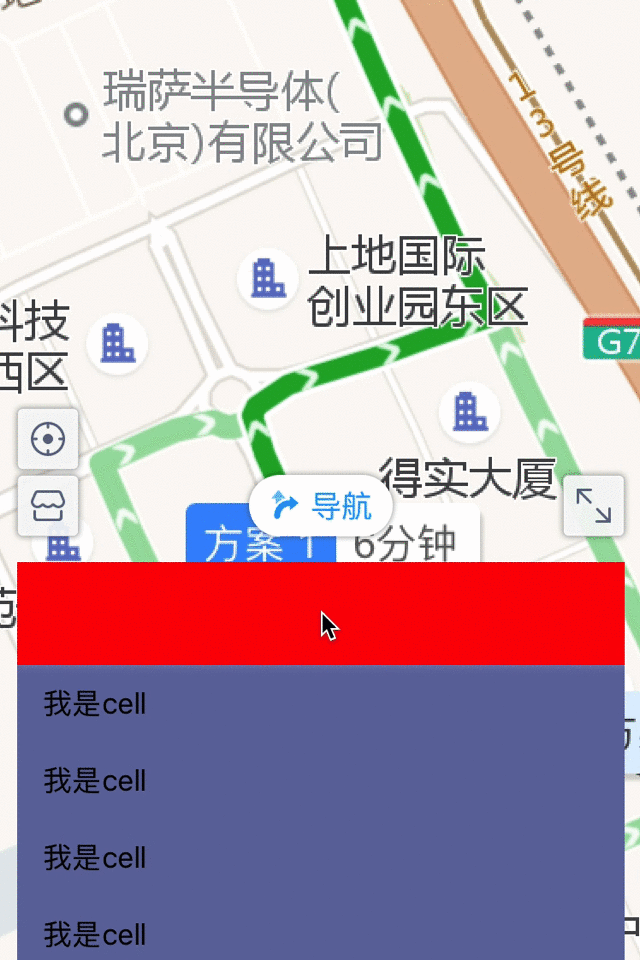 瑞萨半导体(
北京)有限公司
13号线
上地国际
创业园东区
科技
西区
G7
得实大厦
导航
方案 1
6分钟
我是cell
我是cell
我是cell
我是cell